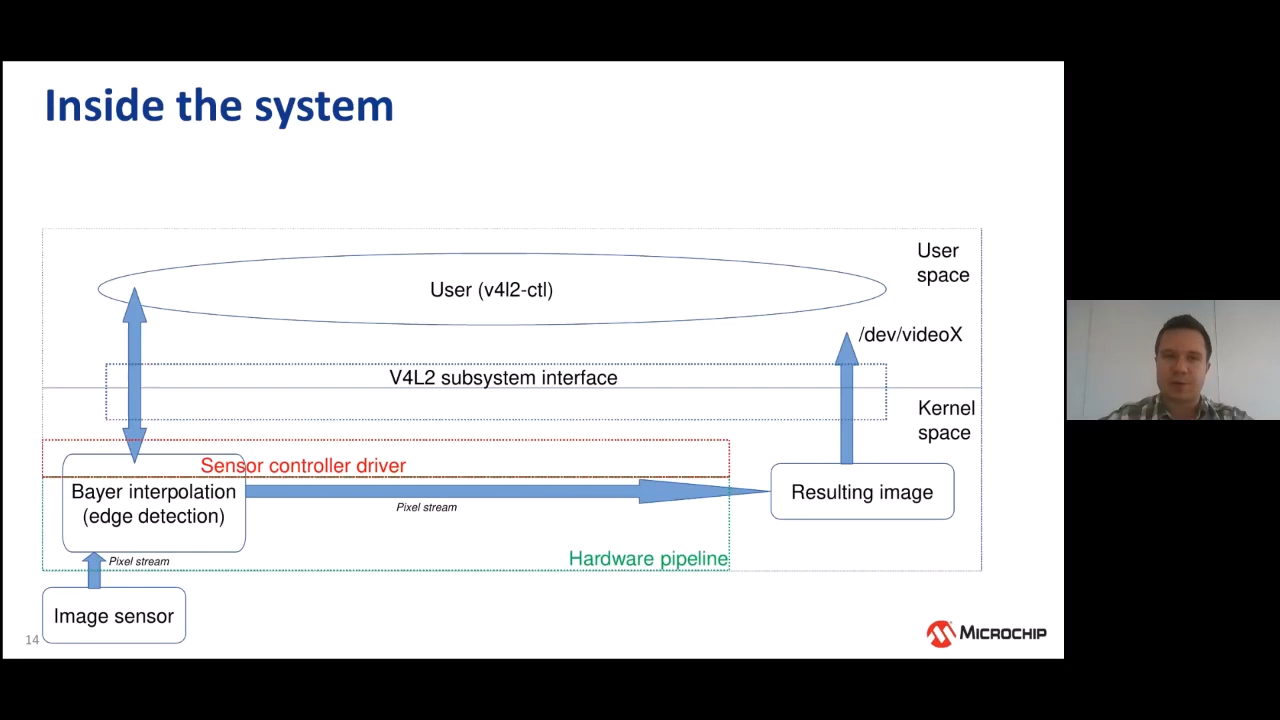 Inside the system
User
space
User (v4l2-ctl)
/dev/videoX
V4L2 subsystem interface
Kernel
space
Sensor controller driver
Bayer interpolation
(edge detection)
Pixel stream
Resulting image
Hardware pipeline
Pixel stream
Image sensor
14
MICROCHIP